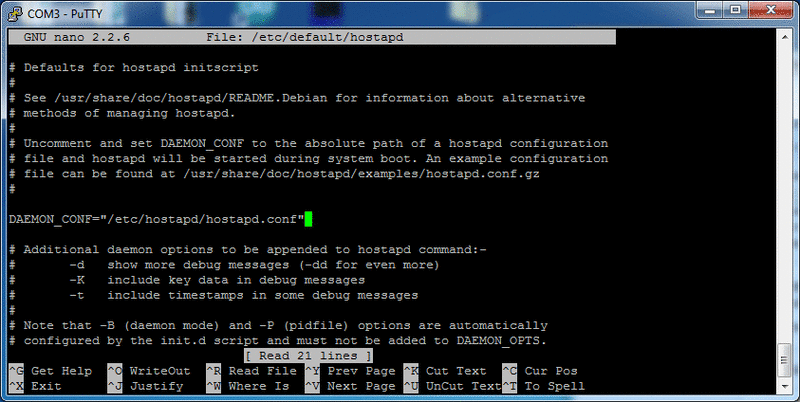 COM3 - PuTTY
GNU nano 2.2.6 File: /etc/default/hostapd
# Defaults for hostapd initscript
#
# See /usr/share/doc/hostapd/README.Debian for information about alternative
# methods of managing hostapd.
#
# Uncomment and set DAEMON_CONF to the absolute path of a hostapd configuration
# file and hostapd will be started during system boot. An example configuration
# file can be found at /usr/share/doc/hostapd/examples/hostapd.conf.gz
#
DAEMON_CONF="/etc/hostapd/hostapd.conf"
# Additional daemon options to be appended to hostapd command:-
# -d show more debug messages (-dd for even more)
# -K include key data in debug messages
# -t include timestamps in some debug messages
#
# Note that -B (daemon mode) and -P (pidfile) options are automatically
# configured by the init.d script and must not be added to DAEMON_OPTS.
[ Read 21 lines ]
^G Get Help ^O WriteOut ^R Read File ^Y Prev Page ^K Cut Text ^C Cur Pos
^X Exit ^J Justify ^W Where Is ^V Next Page ^U UnCut Text ^T To Spell